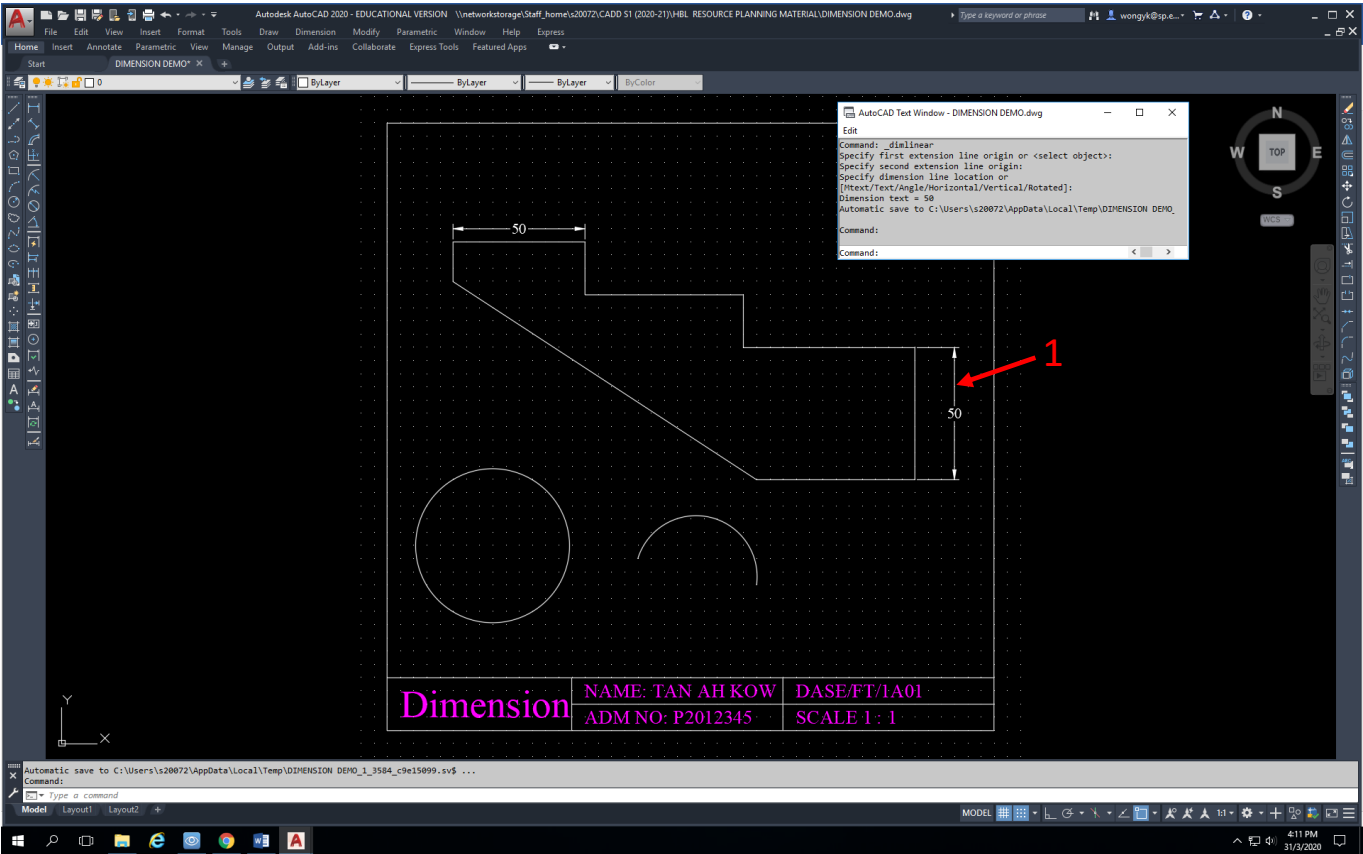 A Autodesk AutoCAD 2020 - EDUCATIONAL VERSION \\networkstorage\Staff_home\s20072\CADD S1 (2020-21)\HBL RESOURCE PLANNING MATERIAL\DIMENSION DEMO.dwg Type a keyword or phrase wongyk@sp.e...
File Edit View Insert Format Tools Draw Dimension Modify Parametric Window Help Express
Home Insert Annotate Parametric View Manage Output Add-ins Collaborate Express Tools Featured Apps
Start DIMENSION DEMO* +
0 ByLayer ByLayer ByLayer ByColor
AutoCAD Text Window - DIMENSION DEMO.dwg
Edit
Command: _dimlinear
Specify first extension line origin or <select object>:
Specify second extension line origin:
Specify dimension line location or
[Mtext/Text/Angle/Horizontal/Vertical/Rotated]:
Dimension text = 50
Automatic save to C:\Users\s20072\AppData\Local\Temp\DIMENSION DEMO_
Command:
Command:
N
W TOP E
S
WCS
50
1
50
Dimension
NAME: TAN AH KOW DASE/FT/1A01
ADM NO: P2012345 SCALE 1 : 1
Y
X
Automatic save to C:\Users\s20072\AppData\Local\Temp\DIMENSION DEMO_1_3584_c9e15099.sv$ ...
Command:
Type a command
Model Layout1 Layout2 + MODEL 1:1
4:11 PM
31/3/2020